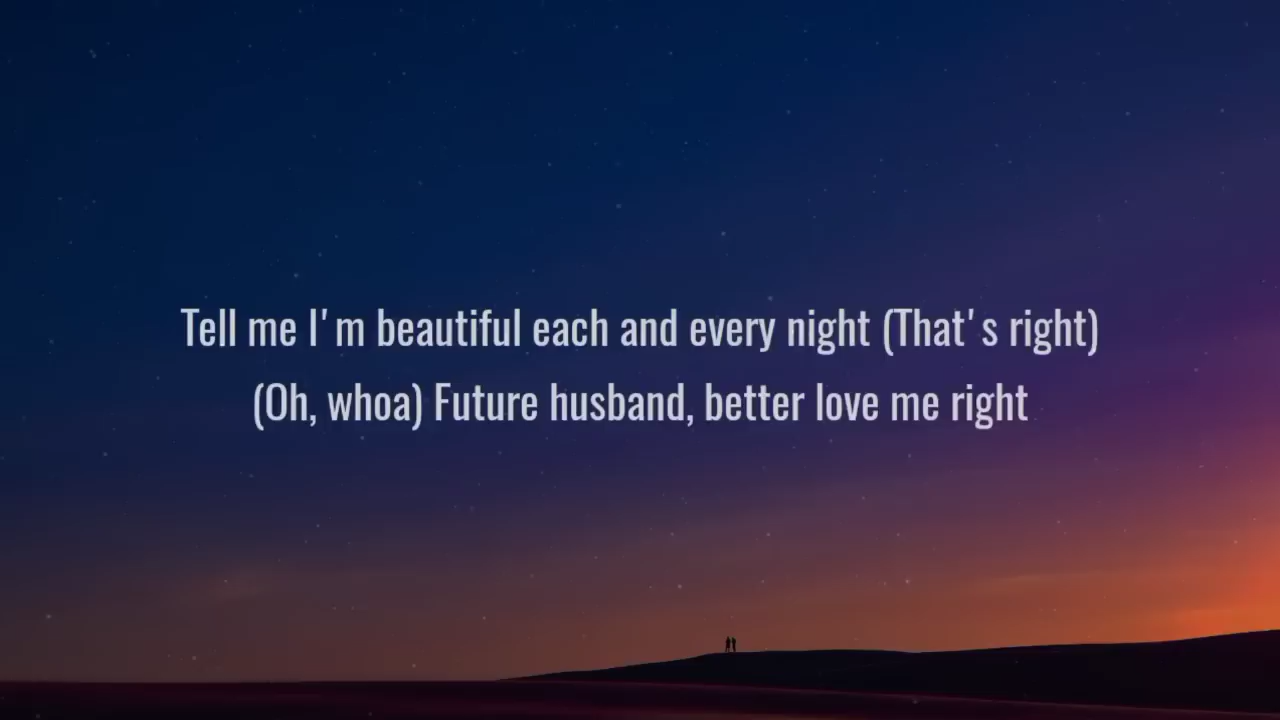 Tell me I'm beautiful each and every night (That's right)
(Oh, whoa) Future husband, better love me right